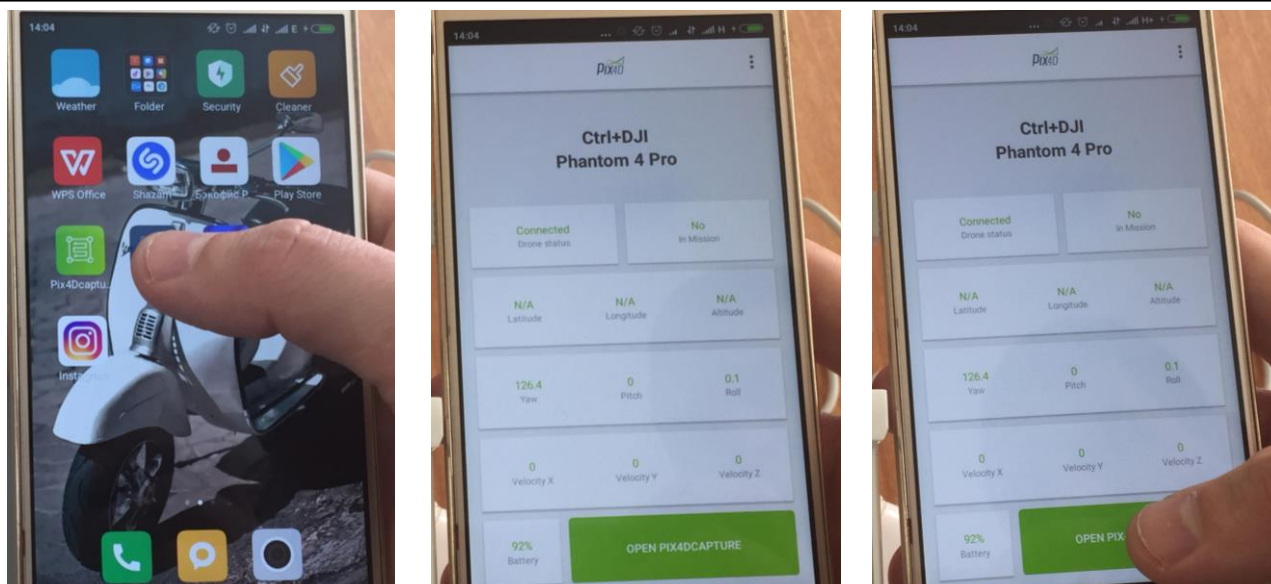 14:04
E
Weather
Folder
Security
Cleaner
WPS Office
Shazam
Бэкофис Р
Play Store
Pix4Dcaptu..
14:04
... H
PIX4D
Ctrl+DJI
Phantom 4 Pro
Connected
Drone status
No
In Mission
N/A
Latitude
N/A
Longitude
N/A
Altitude
126.4
Yaw
0
Pitch
0.1
Roll
0
Velocity X
0
Velocity Y
0
Velocity Z
92%
Battery
OPEN PIX4DCAPTURE
14:04
... H+
PIX4D
Ctrl+DJI
Phantom 4 Pro
Connected
Drone status
No
In Mission
N/A
Latitude
N/A
Longitude
N/A
Altitude
126.4
Yaw
0
Pitch
0.1
Roll
0
Velocity X
0
Velocity Y
0
Velocity Z
92%
Battery
OPEN